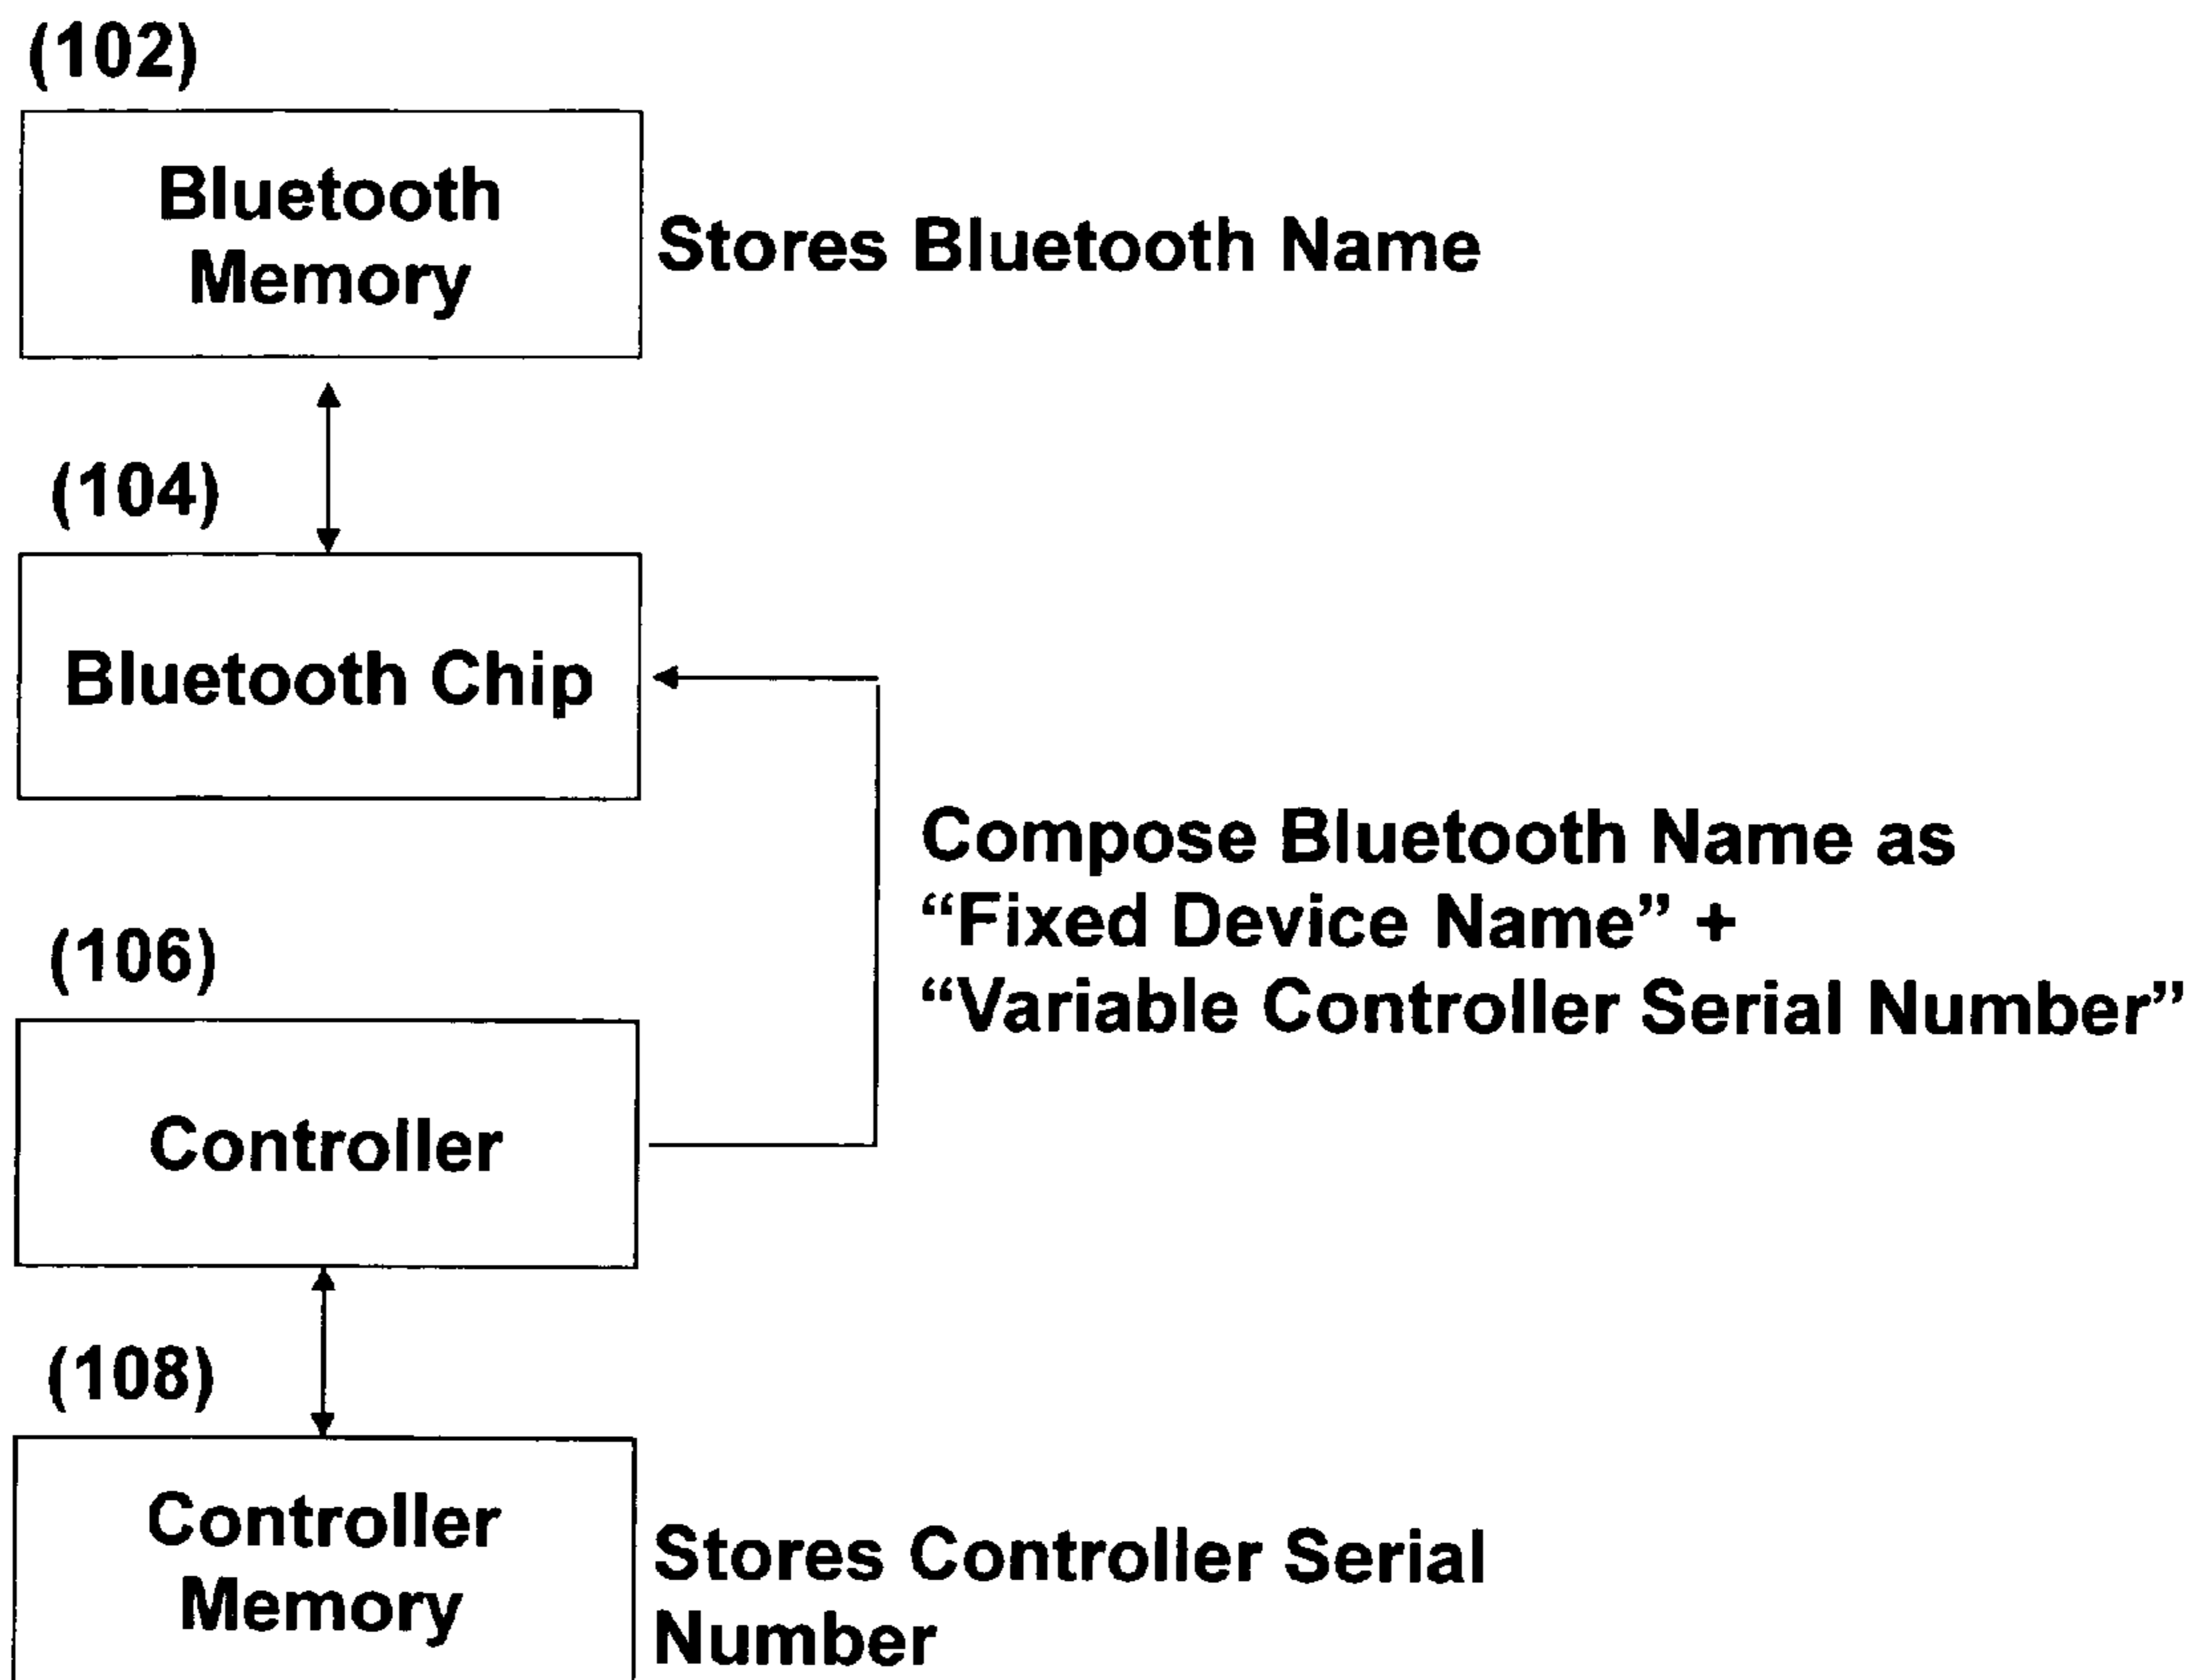 (102)
Bluetooth
Memory
Stores Bluetooth Name
(104)
Bluetooth Chip
Compose Bluetooth Name as
“Fixed Device Name” +
“Variable Controller Serial Number”
(106)
Controller
(108)
Controller
Memory
Stores Controller Serial
Number